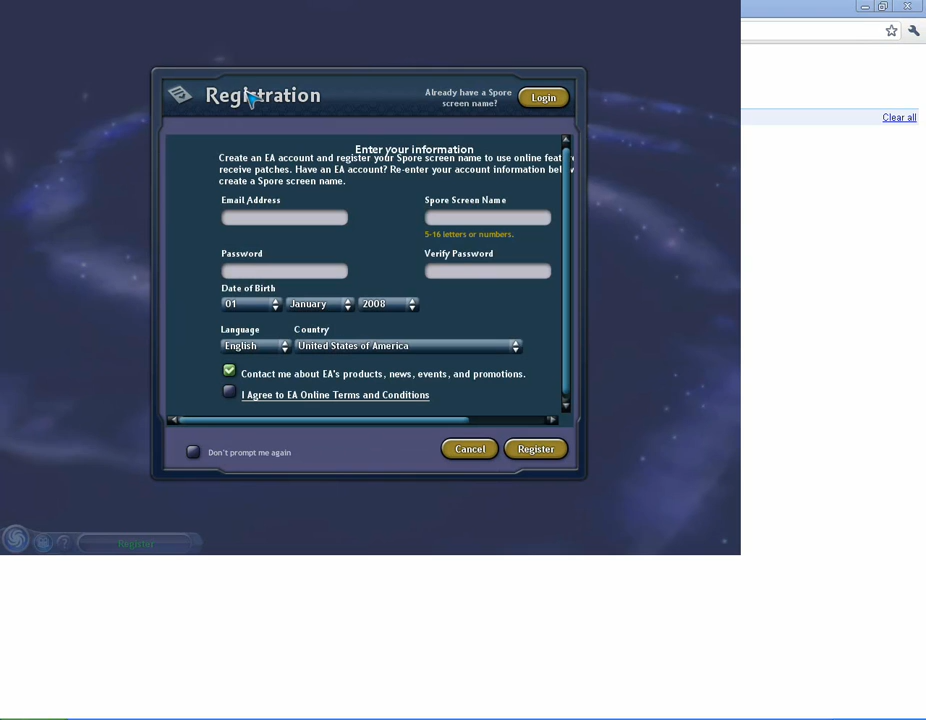 Registration
Already have a Spore
screen name?
Login
Clear all
Enter your information
Create an EA account and register your Spore screen name to use online feat
receive patches. Have an EA account? Re-enter your account information bel
create a Spore screen name.
Email Address
Spore Screen Name
5-16 letters or numbers.
Password
Verify Password
Date of Birth
01
January
2008
Language
Country
English
United States of America
Contact me about EA's products, news, events, and promotions.
I Agree to EA Online Terms and Conditions
Don't prompt me again
Cancel
Register
?
Register